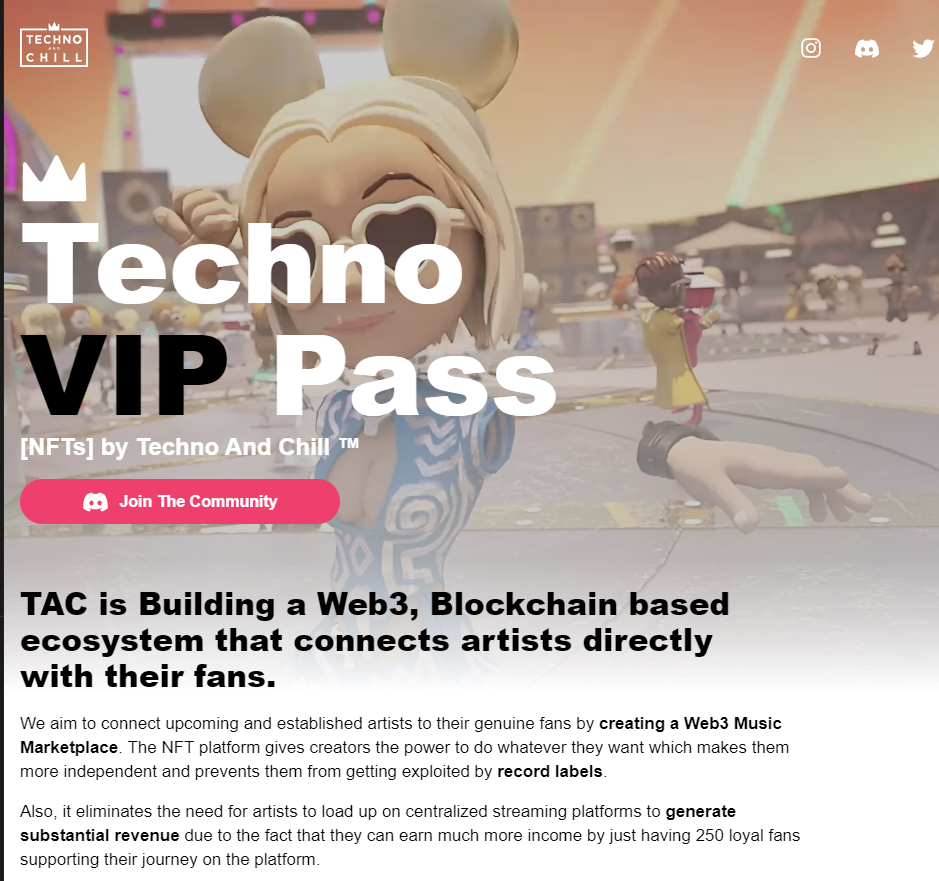 TECHNO
AND
CHILL
Techno
VIP Pass
[NFTs] by Techno And Chill ™
Join The Community
TAC is Building a Web3, Blockchain based
ecosystem that connects artists directly
with their fans.
We aim to connect upcoming and established artists to their genuine fans by creating a Web3 Music
Marketplace. The NFT platform gives creators the power to do whatever they want which makes them
more independent and prevents them from getting exploited by record labels.
Also, it eliminates the need for artists to load up on centralized streaming platforms to generate
substantial revenue due to the fact that they can earn much more income by just having 250 loyal fans
supporting their journey on the platform.